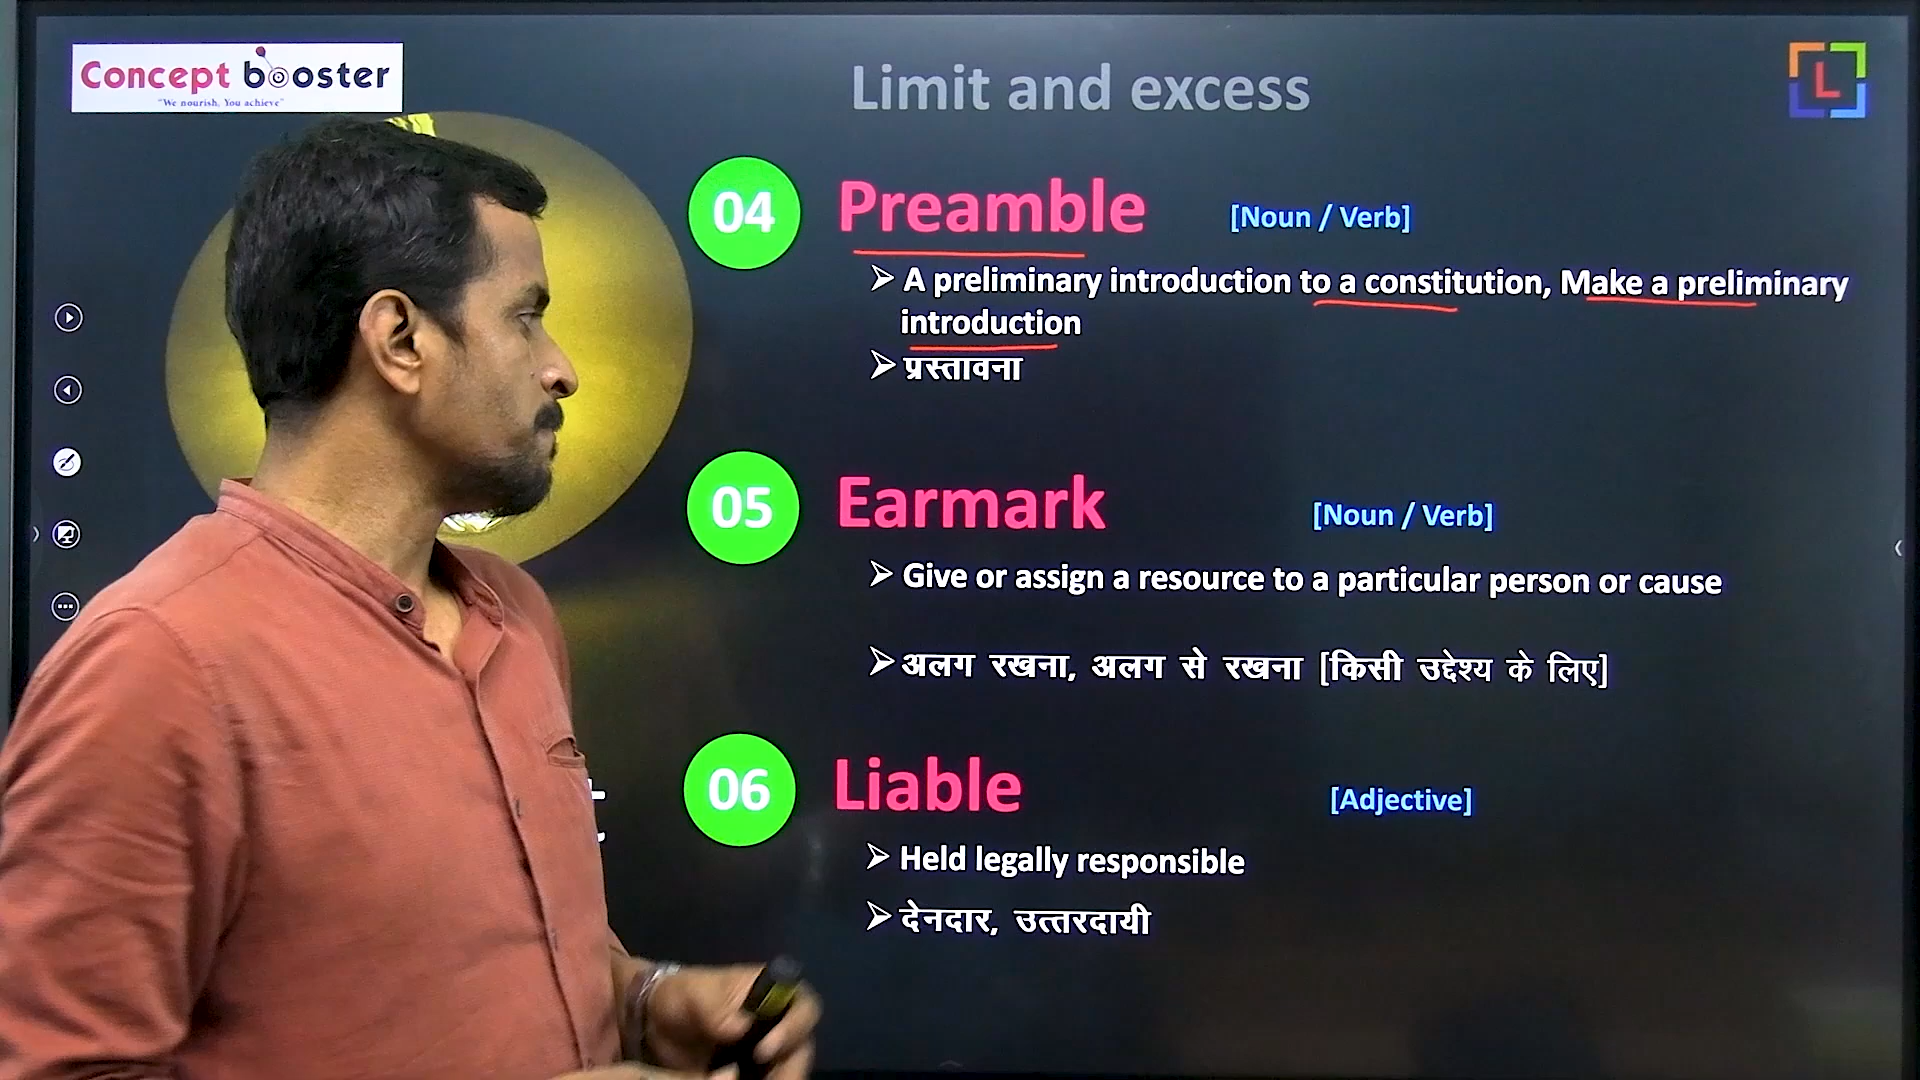 Concept booster
"We nourish, You achieve"
Limit and excess
L
04
Preamble
[Noun / Verb]
A preliminary introduction to a constitution, Make a preliminary
introduction
प्रस्तावना
05
Earmark
[Noun / Verb]
Give or assign a resource to a particular person or cause
अलग रखना, अलग से रखना [किसी उद्देश्य के लिए]
06
Liable
[Adjective]
Held legally responsible
देनदार, उत्तरदायी